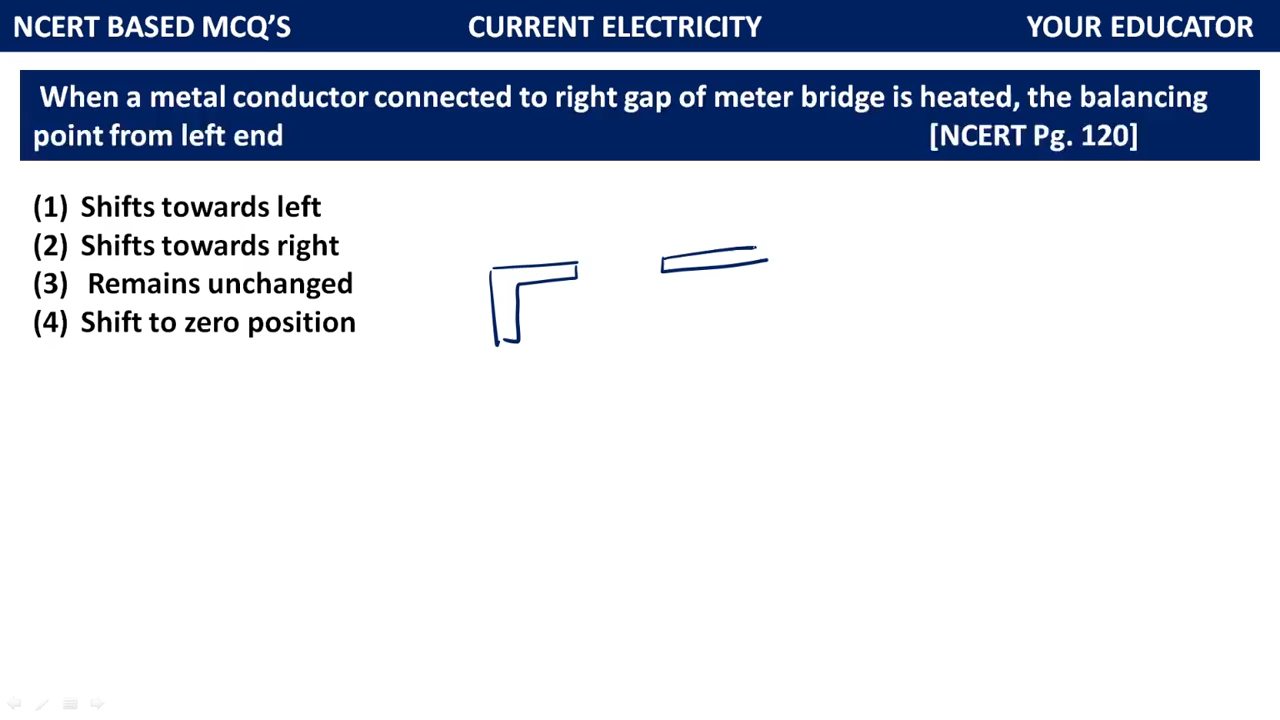 NCERT BASED MCQ’S CURRENT ELECTRICITY YOUR EDUCATOR
When a metal conductor connected to right gap of meter bridge is heated, the balancing
point from left end [NCERT Pg. 120]
(1) Shifts towards left
(2) Shifts towards right
(3) Remains unchanged
(4) Shift to zero position